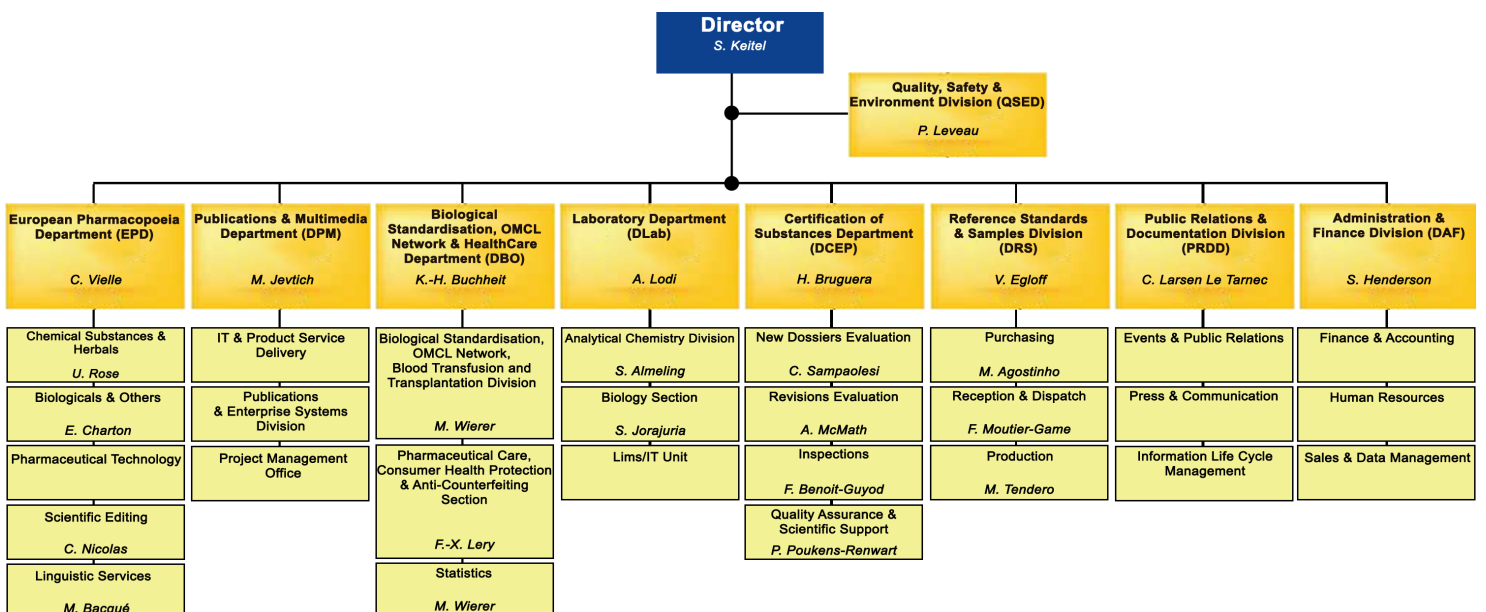 Director
S. Keitel
Quality, Safety &
Environment Division (QSED)
P. Leveau
European Pharmacopoeia
Department (EPD)
C. Vielle
Publications & Multimedia
Department (DPM)
M. Jevtich
Biological
Standardisation, OMCL
Network & HealthCare
Department (DBO)
K.-H. Buchheit
Laboratory Department
(DLab)
A. Lodi
Certification of
Substances Department
(DCEP)
H. Bruguera
Reference Standards
& Samples Division
(DRS)
V. Egloff
Public Relations &
Documentation Division
(PRDD)
C. Larsen Le Tarnec
Administration &
Finance Division (DAF)
S. Henderson
Chemical Substances &
Herbals
U. Rose
Biologicals & Others
E. Charton
Pharmaceutical Technology
Scientific Editing
C. Nicolas
Linguistic Services
M. Bacqué
IT & Product Service
Delivery
Publications
& Enterprise Systems
Division
Project Management
Office
Biological Standardisation,
OMCL Network,
Blood Transfusion and
Transplantation Division
M. Wierer
Pharmaceutical Care,
Consumer Health Protection
& Anti-Counterfeiting
Section
F.-X. Lery
Statistics
M. Wierer
Analytical Chemistry Division
S. Almeling
Biology Section
S. Jorajuria
Lims/IT Unit
New Dossiers Evaluation
C. Sampaolesi
Revisions Evaluation
A. McMath
Inspections
F. Benoit-Guyod
Quality Assurance &
Scientific Support
P. Poukens-Renwart
Purchasing
M. Agostinho
Reception & Dispatch
F. Moutier-Game
Production
M. Tendero
Events & Public Relations
Press & Communication
Information Life Cycle
Management
Finance & Accounting
Human Resources
Sales & Data Management